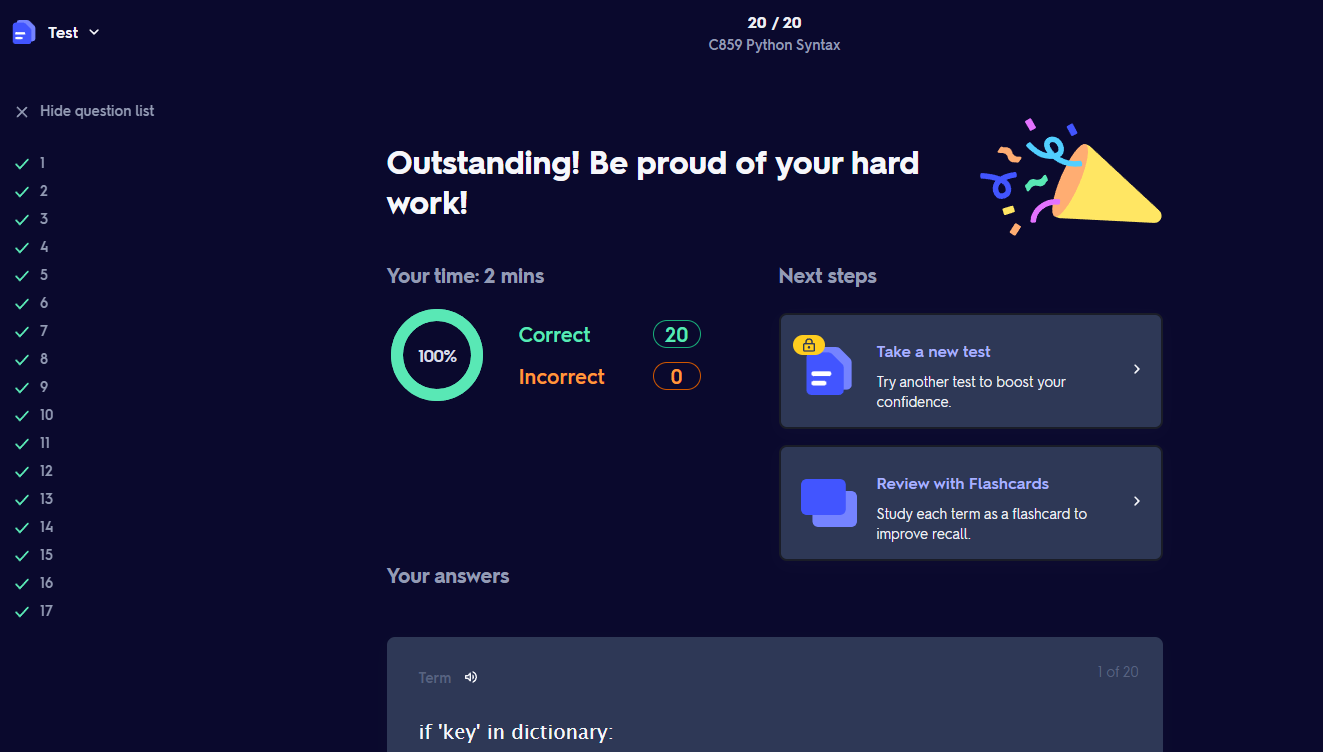 Test
20 / 20
C859 Python Syntax
Hide question list
1
2
3
4
5
6
7
8
9
10
11
12
13
14
15
16
17
Outstanding! Be proud of your hard
work!
Your time: 2 mins
100%
Correct 20
Incorrect 0
Next steps
Take a new test
Try another test to boost your
confidence.
Review with Flashcards
Study each term as a flashcard to
improve recall.
Your answers
Term
1 of 20
if 'key' in dictionary: